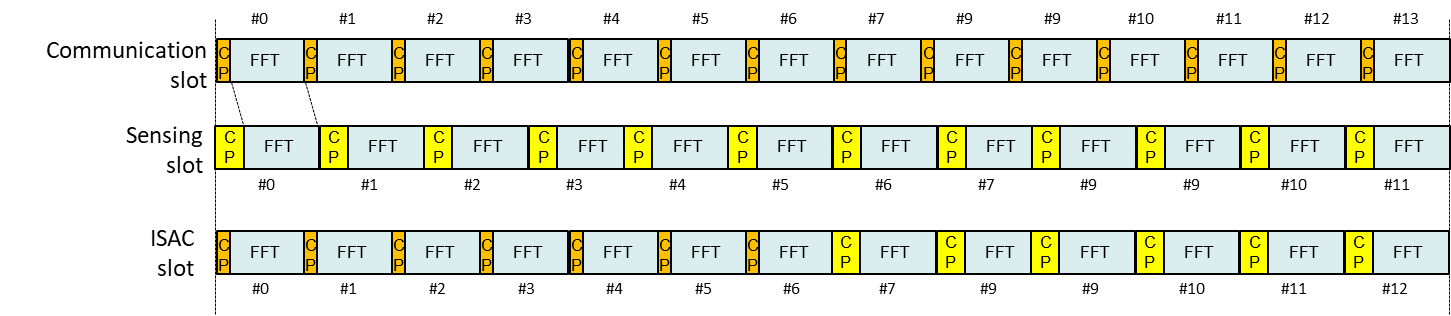 #0 #1 #2 #3 #4 #5 #6 #7 #9 #9 #10 #11 #12 #13
Communication slot
CP FFT CP FFT CP FFT CP FFT CP FFT CP FFT CP FFT CP FFT CP FFT CP FFT CP FFT CP FFT CP FFT CP FFT
Sensing slot
CP FFT CP FFT CP FFT CP FFT CP FFT CP FFT CP FFT CP FFT CP FFT CP FFT CP FFT CP FFT
#0 #1 #2 #3 #4 #5 #6 #7 #9 #9 #10 #11
ISAC slot
CP FFT CP FFT CP FFT CP FFT CP FFT CP FFT CP FFT CP FFT CP FFT CP FFT CP FFT CP FFT CP FFT
#0 #1 #2 #3 #4 #5 #6 #7 #9 #9 #10 #11 #12